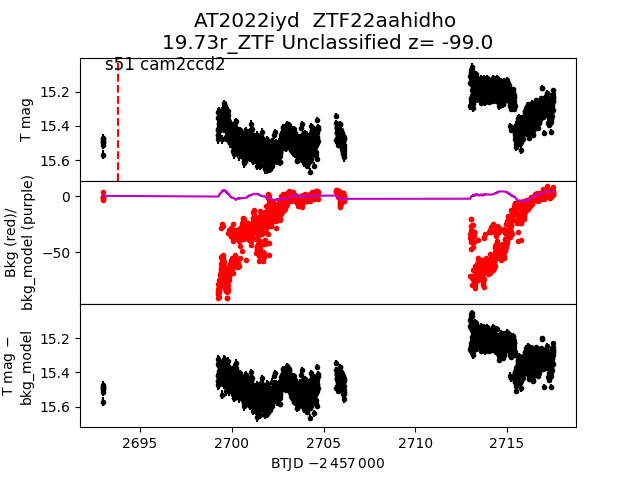 AT2022iyd  ZTF22aahidho
19.73r_ZTF Unclassified z= -99.0
s51 cam2ccd2
T mag
15.2
15.4
15.6
Bkg (red)/
bkg_model (purple)
0
−50
T mag −
bkg_model
15.2
15.4
15.6
2695
2700
2705
2710
2715
BTJD −2 457 000